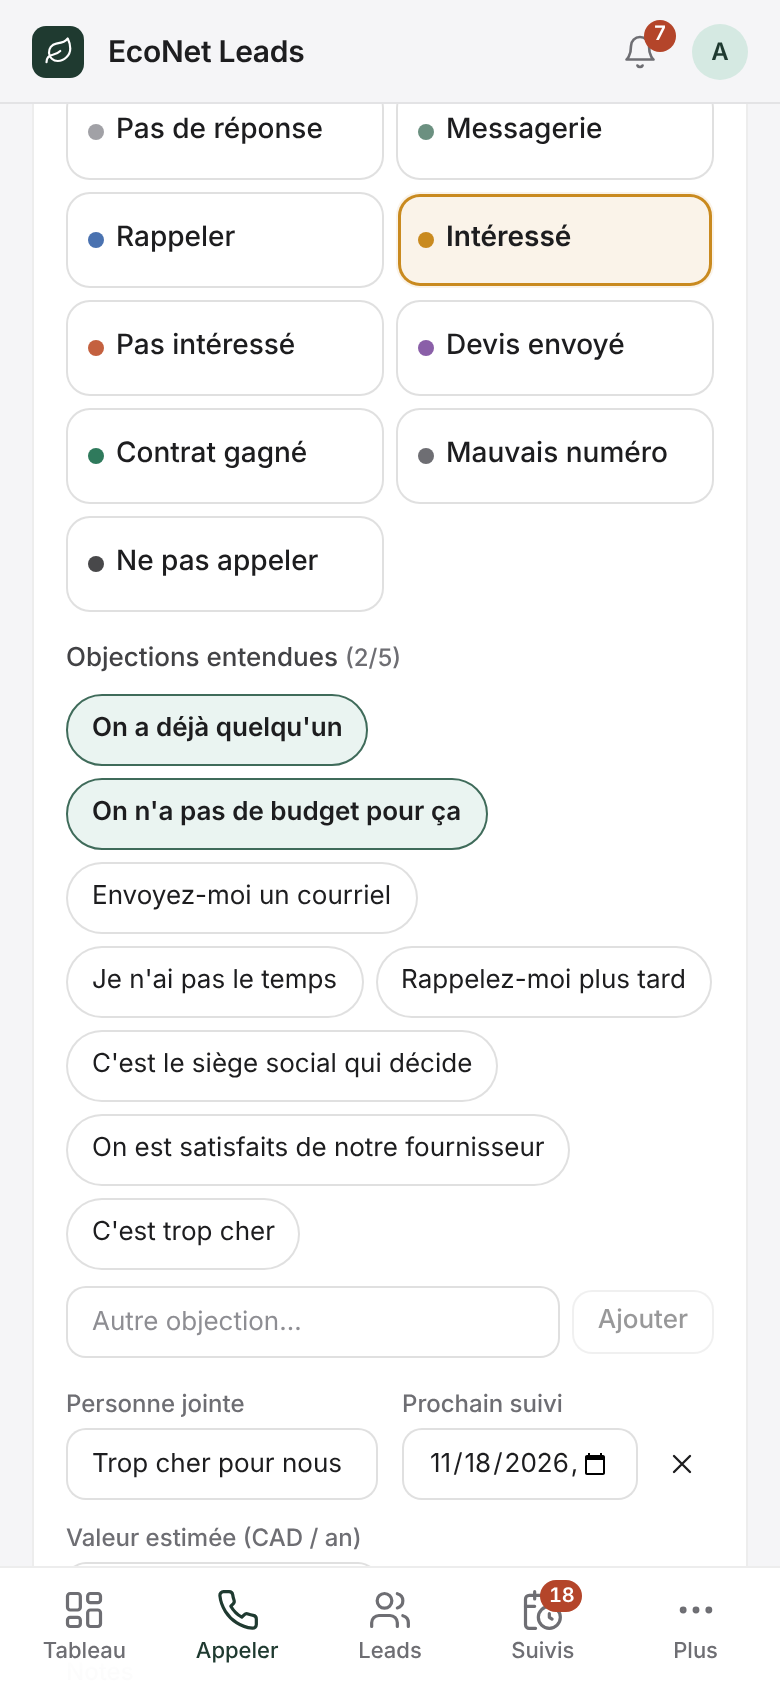 EcoNet Leads
7
A
Pas de réponse
Messagerie
Rappeler
Intéressé
Pas intéressé
Devis envoyé
Contrat gagné
Mauvais numéro
Ne pas appeler
Objections entendues (2/5)
On a déjà quelqu'un
On n'a pas de budget pour ça
Envoyez-moi un courriel
Je n'ai pas le temps
Rappelez-moi plus tard
C'est le siège social qui décide
On est satisfaits de notre fournisseur
C'est trop cher
Autre objection...
Ajouter
Personne jointe
Prochain suivi
Trop cher pour nous
11/18/2026,
Valeur estimée (CAD / an)
18
Tableau
Appeler
Leads
Suivis
Plus
Notes